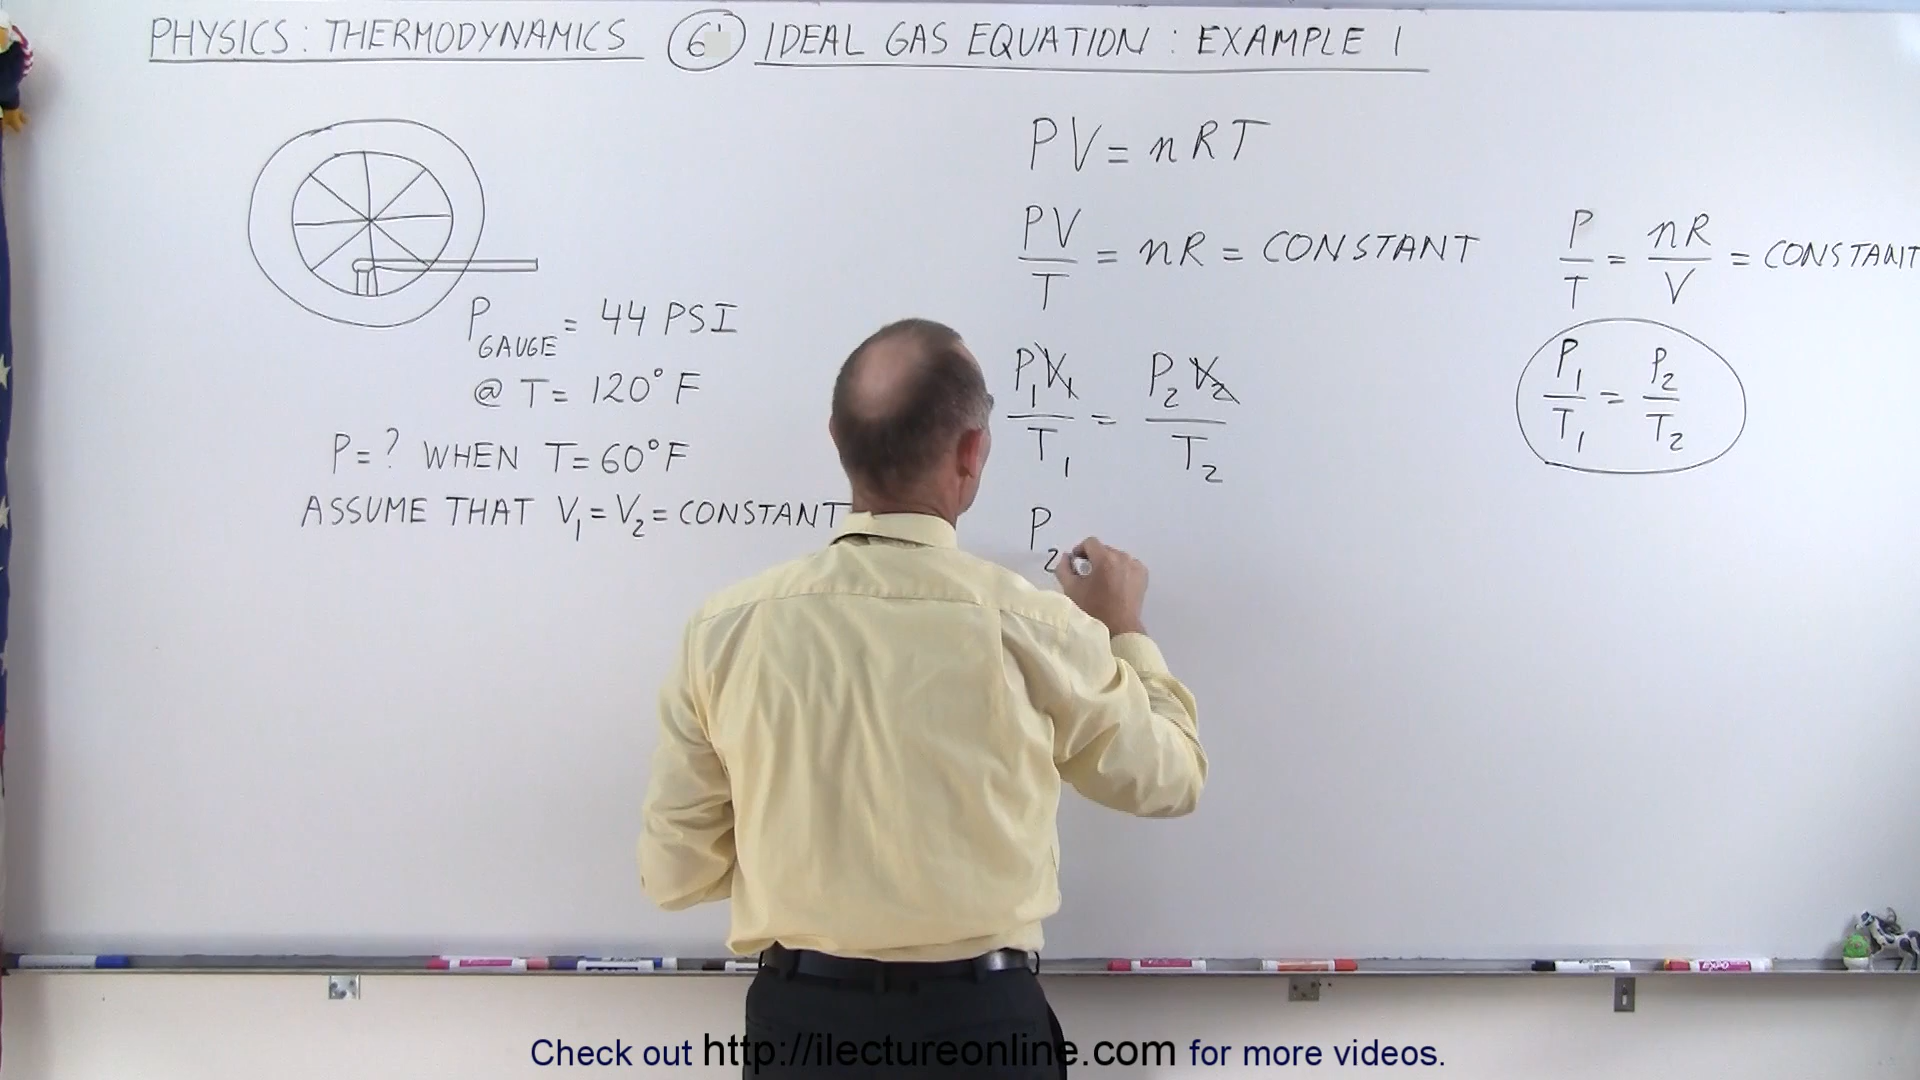 PHYSICS: THERMODYNAMICS 6 IDEAL GAS EQUATION: EXAMPLE 1
P GAUGE = 44 PSI
@ T= 120°F
P=? WHEN T=60°F
ASSUME THAT V₁=V₂=CONSTANT
PV=nRT
PV/T = nR = CONSTANT
P₁V₁/T₁ = P₂V₂/T₂
P₂
P/T = nR/V = CONSTANT
P₁/T₁ = P₂/T₂
Check out http://ilectureonline.com for more videos.